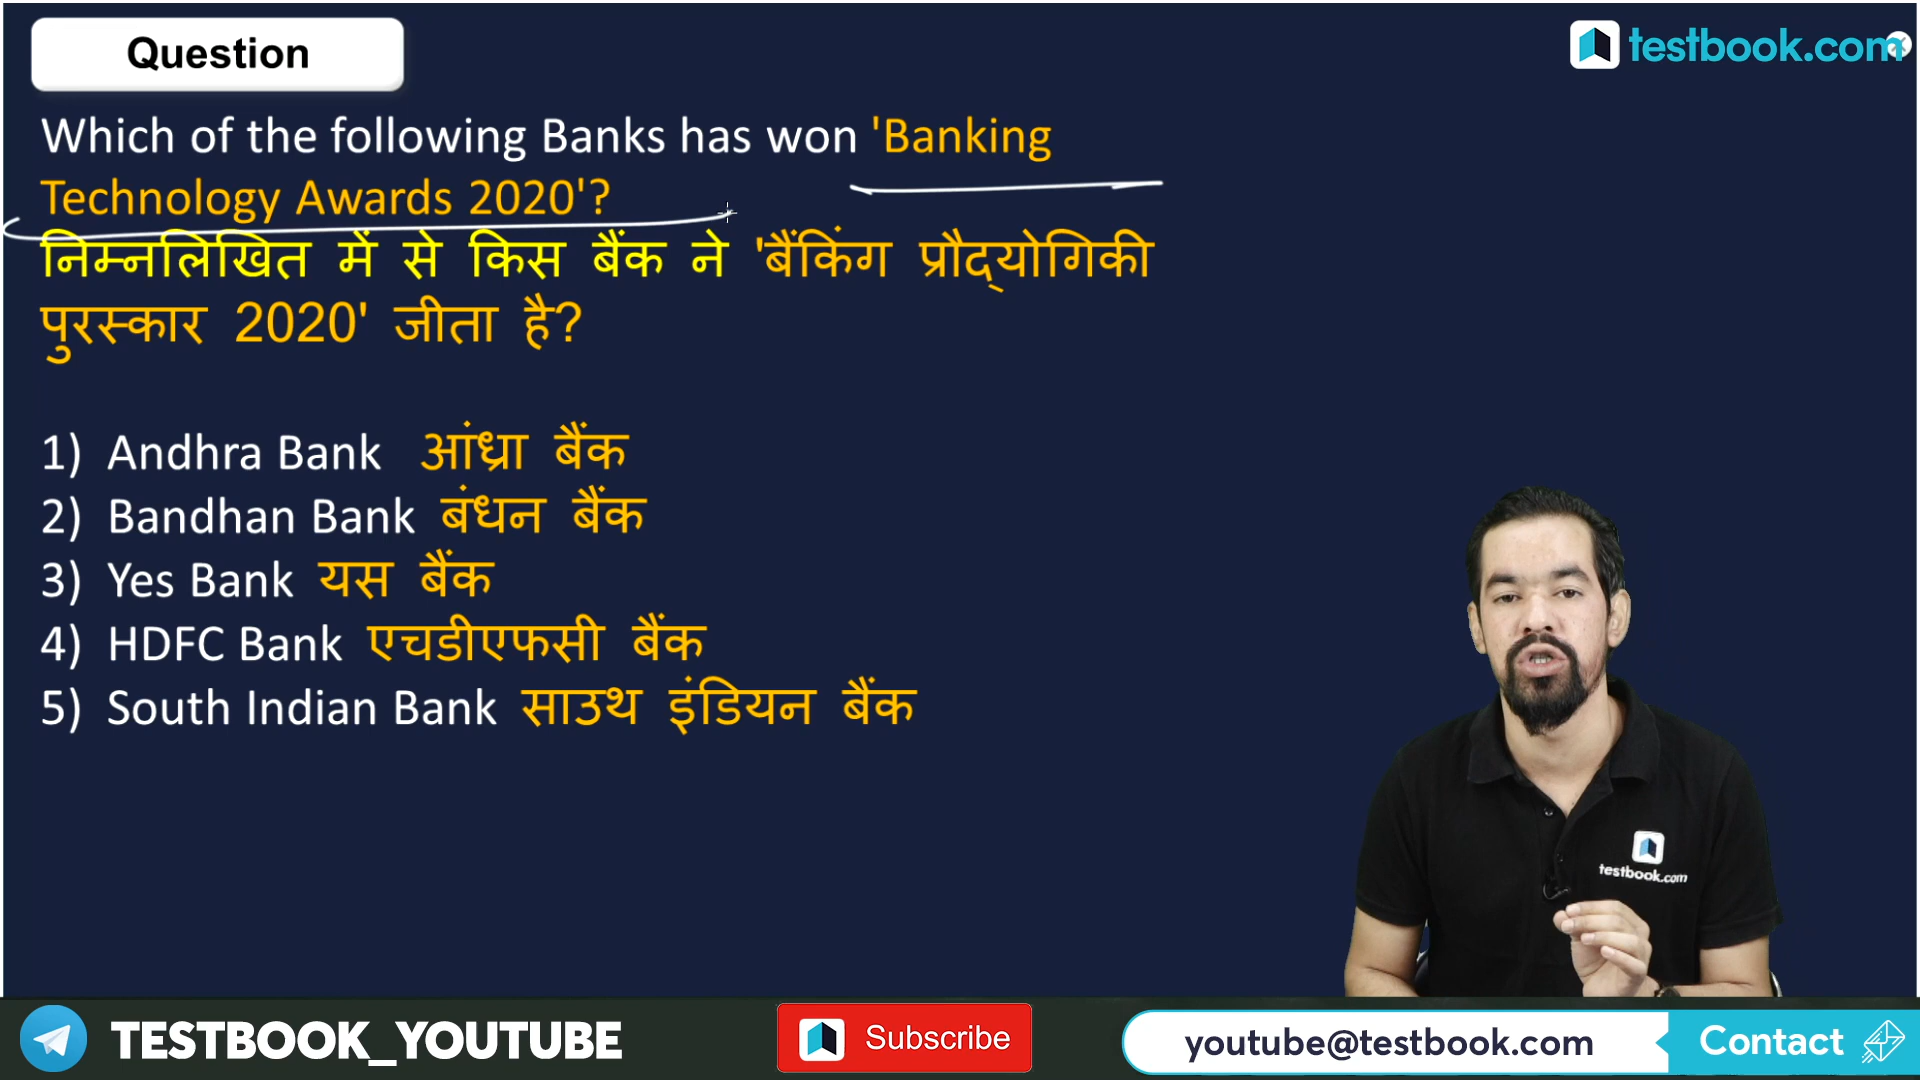 Question
testbook.com
Which of the following Banks has won 'Banking
Technology Awards 2020'?
निम्नलिखित में से किस बैंक ने 'बैंकिंग प्रौद्योगिकी
पुरस्कार 2020' जीता है?
1) Andhra Bank आंध्रा बैंक
2) Bandhan Bank बंधन बैंक
3) Yes Bank यस बैंक
4) HDFC Bank एचडीएफसी बैंक
5) South Indian Bank साउथ इंडियन बैंक
testbook.com
TESTBOOK_YOUTUBE
Subscribe
youtube@testbook.com
Contact